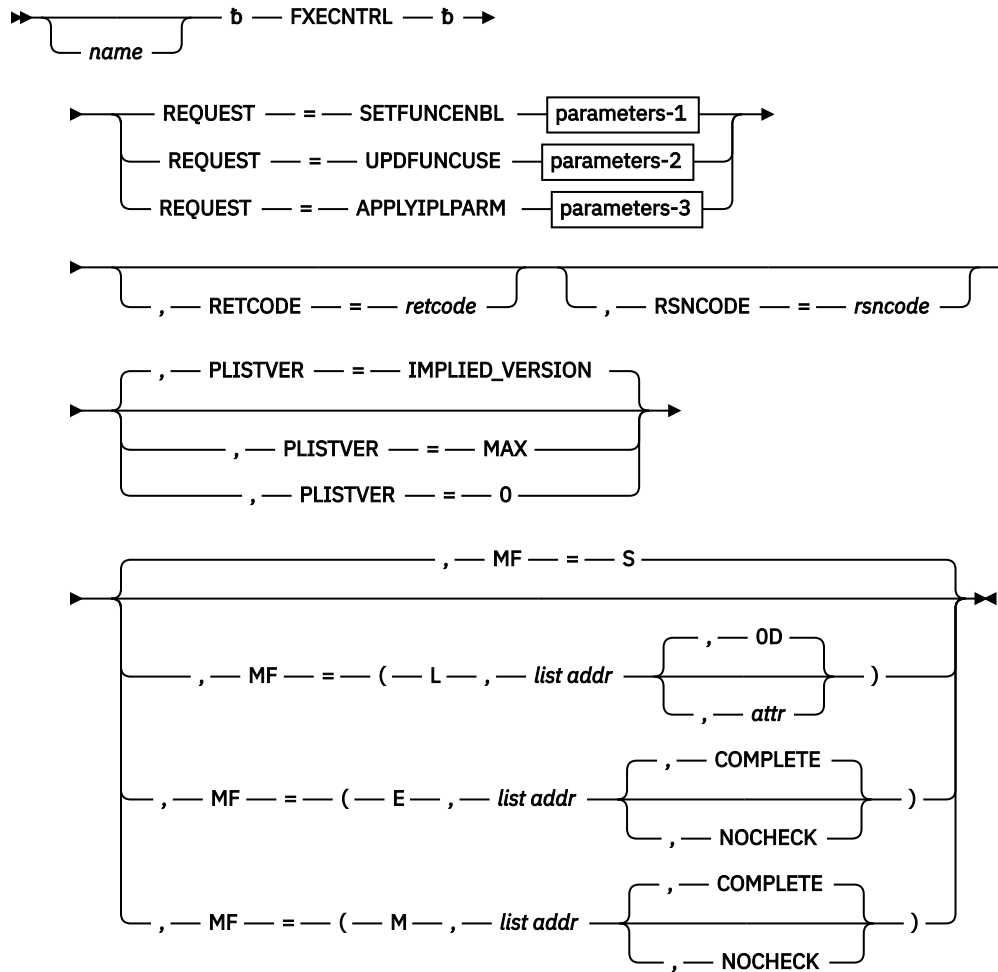 ƀ FXECNTRL ƀ
name
REQUEST = SETFUNCENBL parameters-1
REQUEST = UPDFUNCUSE parameters-2
REQUEST = APPLYIPLPARM parameters-3
, RETCODE = retcode , RSNCODE = rsncode
, PLISTVER = IMPLIED_VERSION
, PLISTVER = MAX
, PLISTVER = 0
, MF = S
, 0D
, MF = ( L , list addr )
, attr
, COMPLETE
, MF = ( E , list addr )
, NOCHECK
, COMPLETE
, MF = ( M , list addr )
, NOCHECK